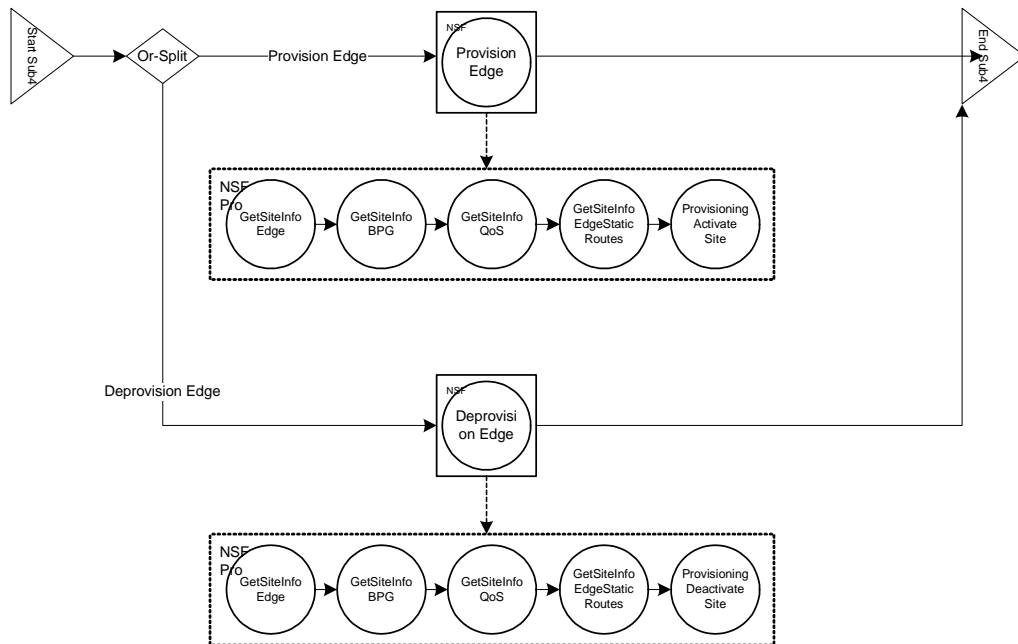 Start Sub4
Or-Split
Provision Edge
NSF
Provision
Edge
End Sub4
NSF
Pro
GetSiteInfo
Edge
GetSiteInfo
BPG
GetSiteInfo
QoS
GetSiteInfo
EdgeStatic
Routes
Provisioning
Activate
Site
Deprovision Edge
NSF
Deprovisi
on Edge
NSF
Pro
GetSiteInfo
Edge
GetSiteInfo
BPG
GetSiteInfo
QoS
GetSiteInfo
EdgeStatic
Routes
Provisioning
Deactivate
Site